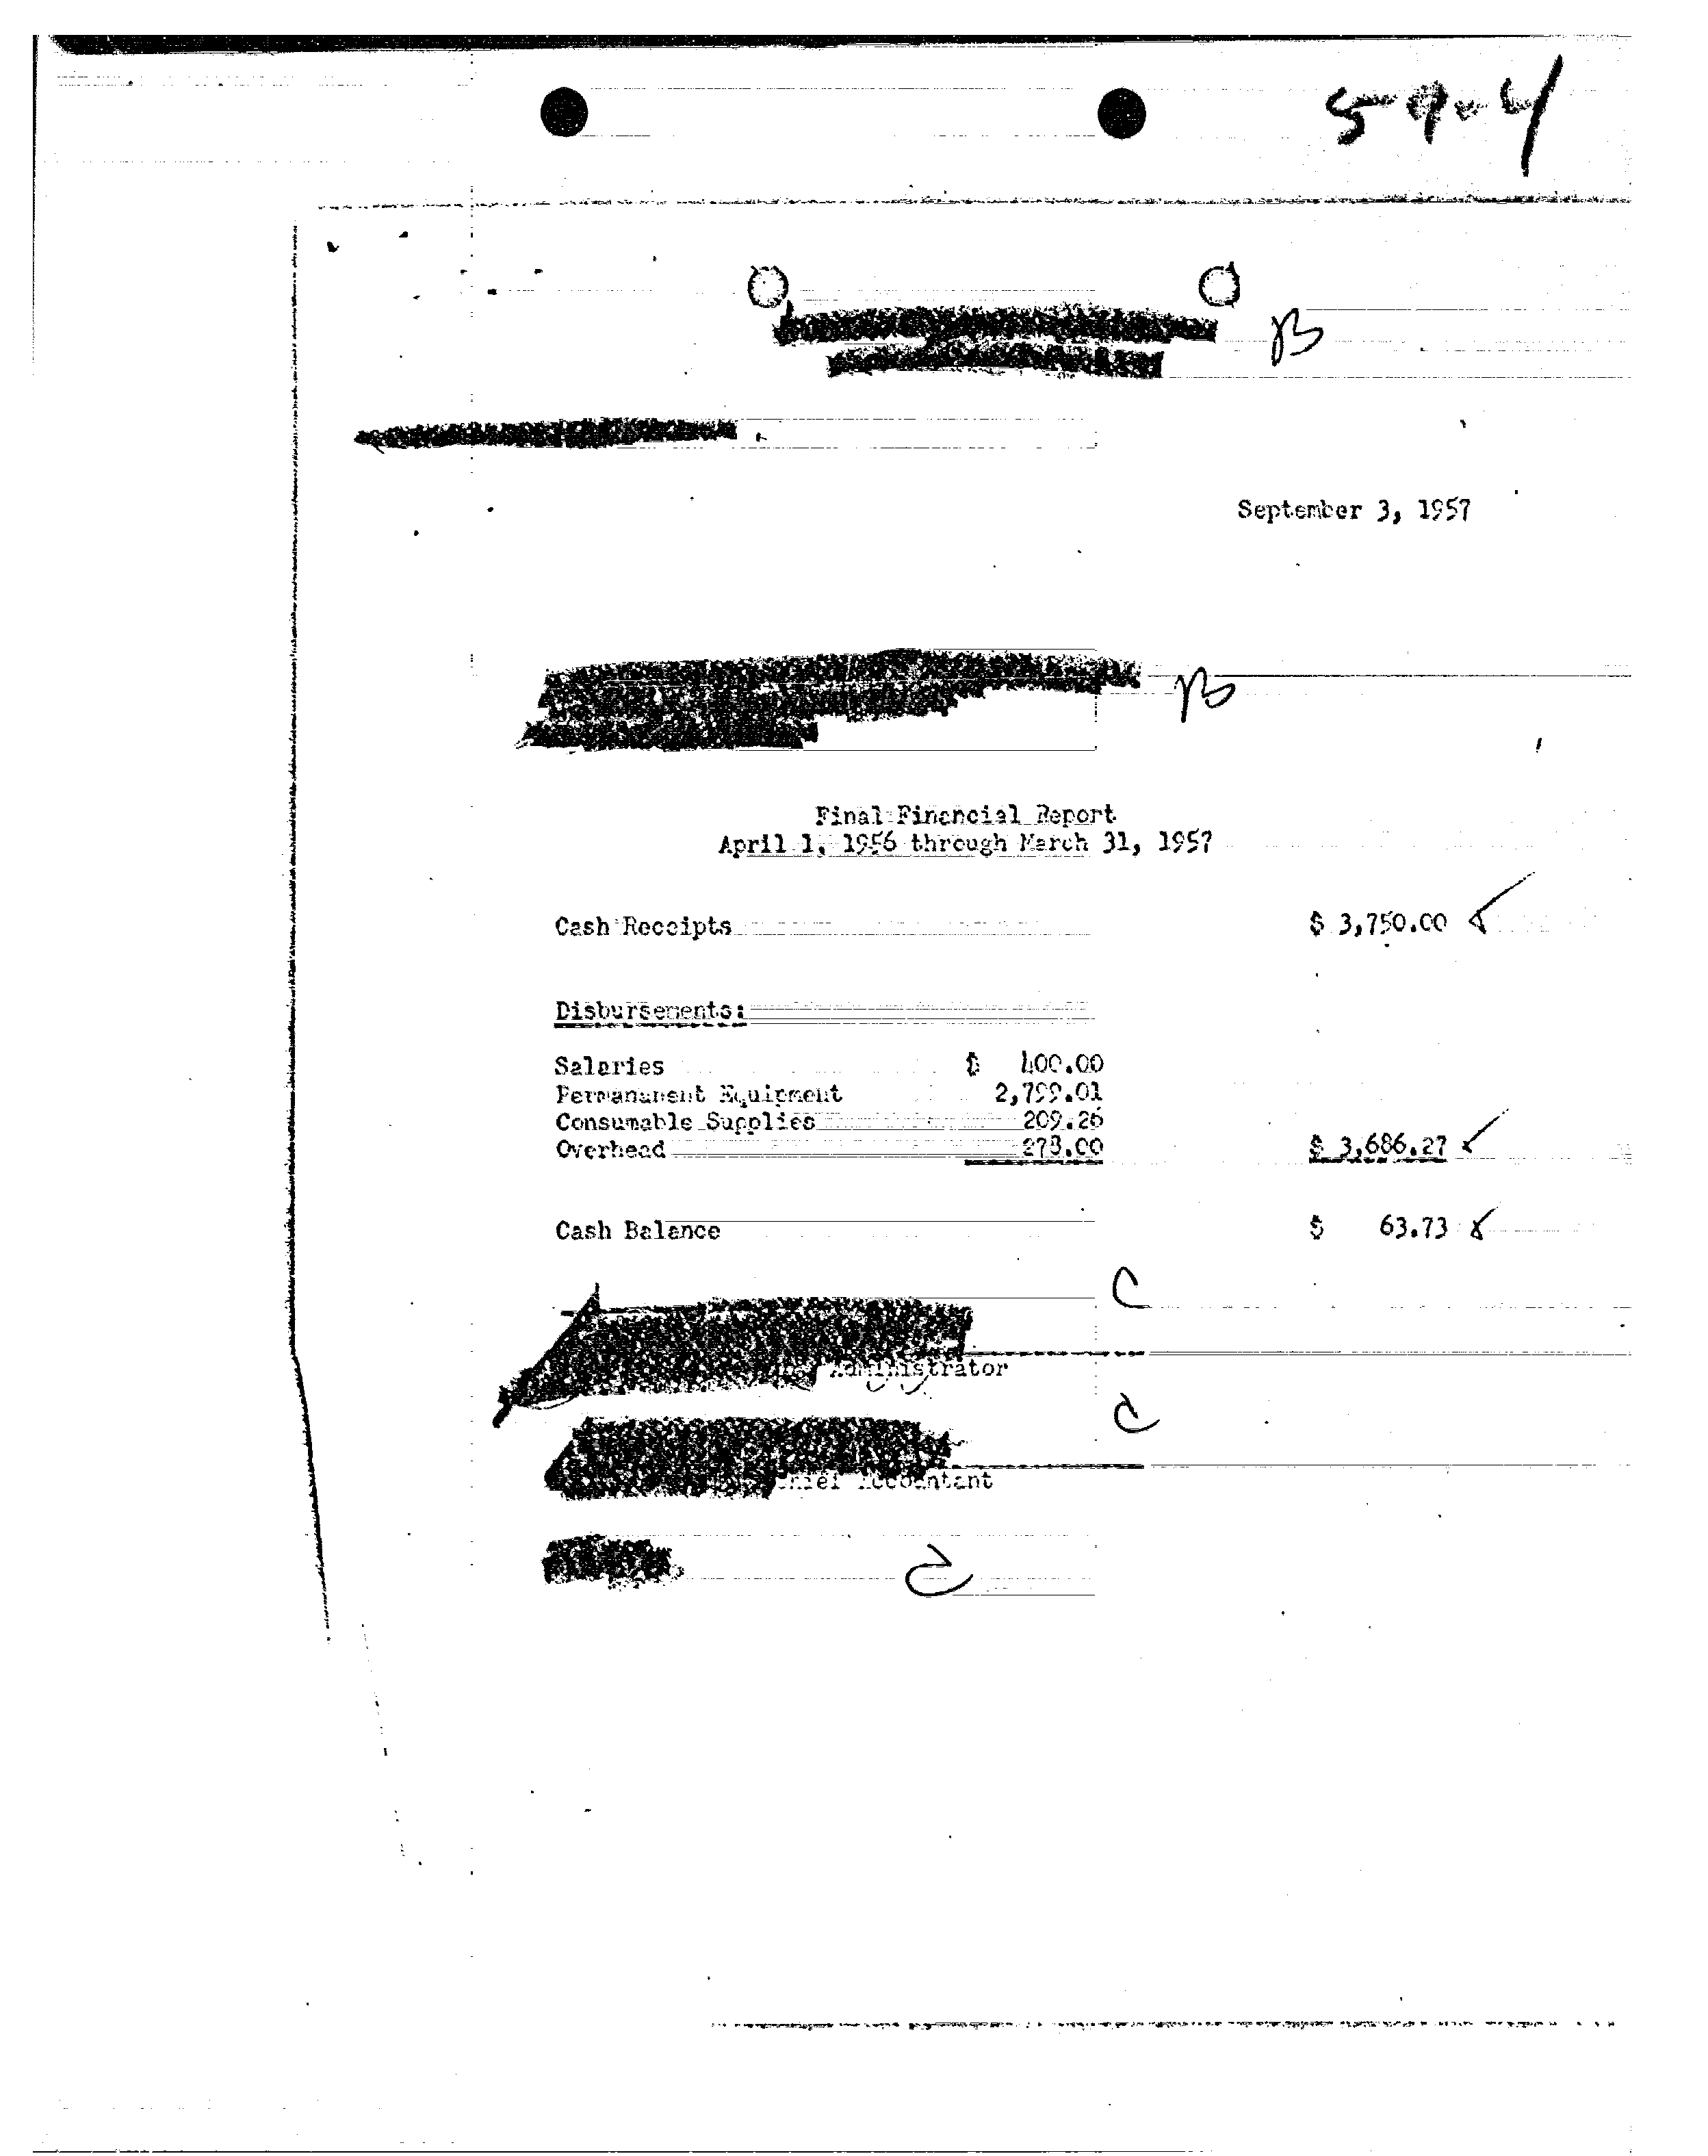 59-4
B
September 3, 1957
B
Final Financial Report
April 1, 1956 through March 31, 1957
Cash Receipts $ 3,750.00
Disbursements:
Salaries $ 400.00
Permananent Equipment 2,799.01
Consumable Supplies 209.26
Overhead 278.00 $ 3,686.27
Cash Balance $ 63.73
C
Administrator
C
Chief Accountant
C